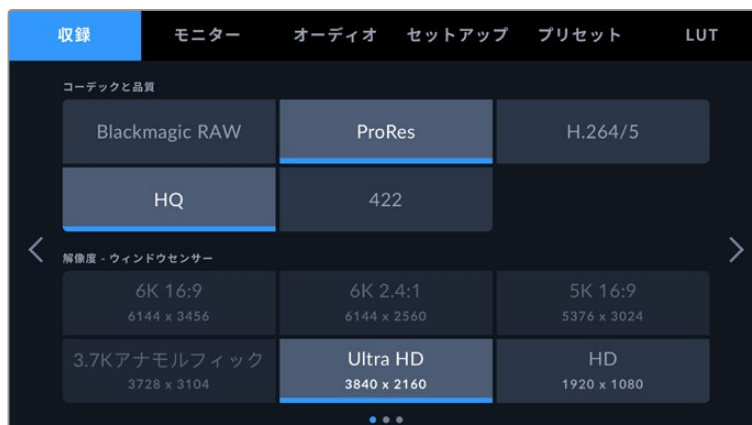 収録 モニター オーディオ セットアップ プリセット LUT
コーデックと品質
Blackmagic RAW ProRes H.264/5
HQ 422
解像度 - ウィンドウセンサー
6K 16:9 6K 2.4:1 5K 16:9
6144 x 3456 6144 x 2560 5376 x 3024
3.7Kアナモルフィック Ultra HD HD
3728 x 3104 3840 x 2160 1920 x 1080